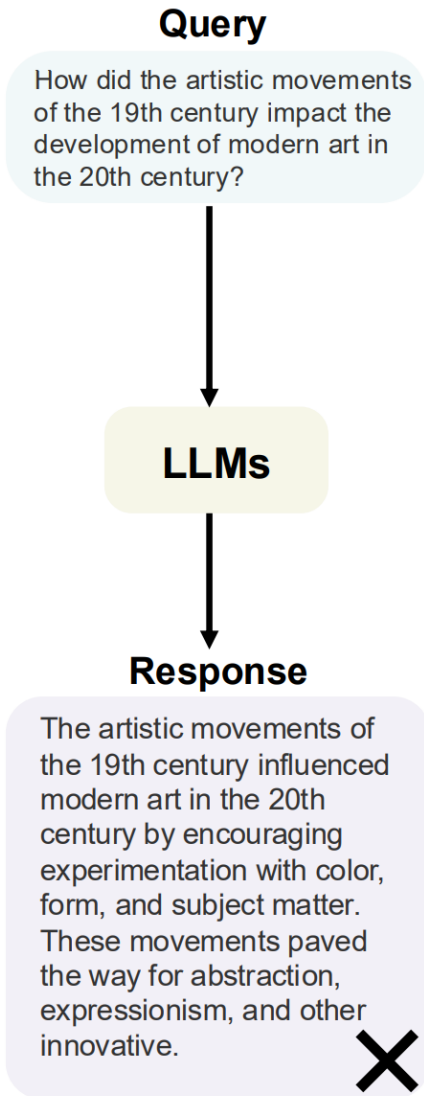 Query
How did the artistic movements
of the 19th century impact the
development of modern art in
the 20th century?
LLMs
Response
The artistic movements of
the 19th century influenced
modern art in the 20th
century by encouraging
experimentation with color,
form, and subject matter.
These movements paved
the way for abstraction,
expressionism, and other
innovative.